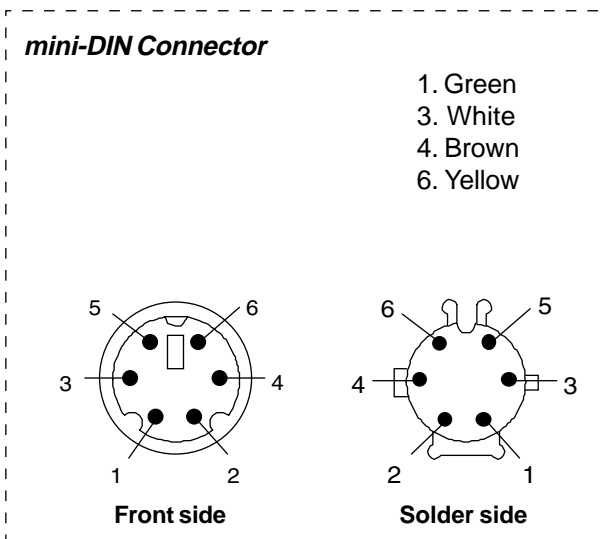 mini-DIN Connector
1. Green
3. White
4. Brown
6. Yellow
5 6
3 4
1 2
Front side
6 5
4 3
2 1
Solder side